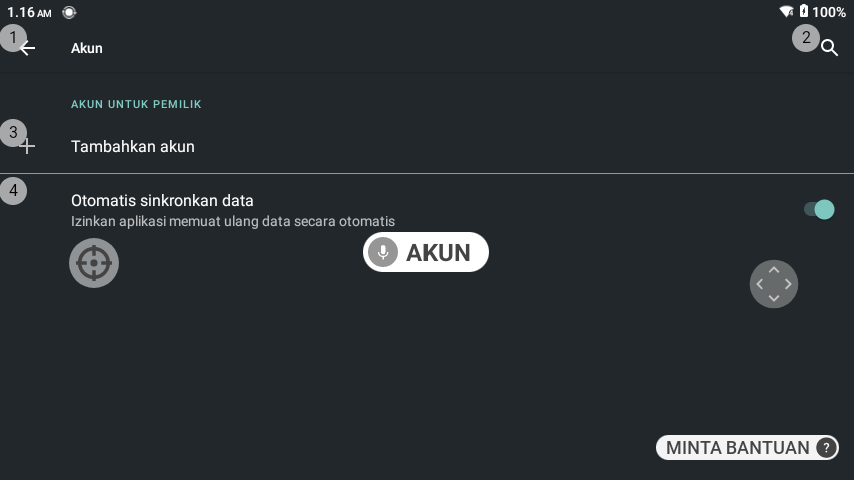 1.16 AM
100%
1
Akun
2
AKUN UNTUK PEMILIK
3
Tambahkan akun
4
Otomatis sinkronkan data
Izinkan aplikasi memuat ulang data secara otomatis
AKUN
MINTA BANTUAN ?